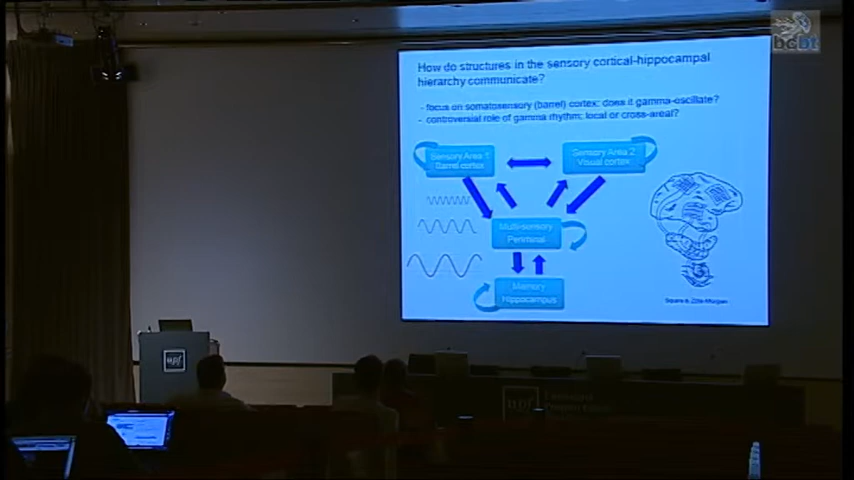 bcbt
How do structures in the sensory cortical-hippocampal
hierarchy communicate?
- focus on somatosensory (barrel) cortex: does it gamma-oscillate?
- controversial role of gamma rhythm; local or cross-areal?
Sensory Area 1
Barrel cortex
Sensory Area 2
Visual cortex
Multi-sensory
Perirhinal
Memory
Hippocampus
Squire & Zola-Morgan
upf
upf